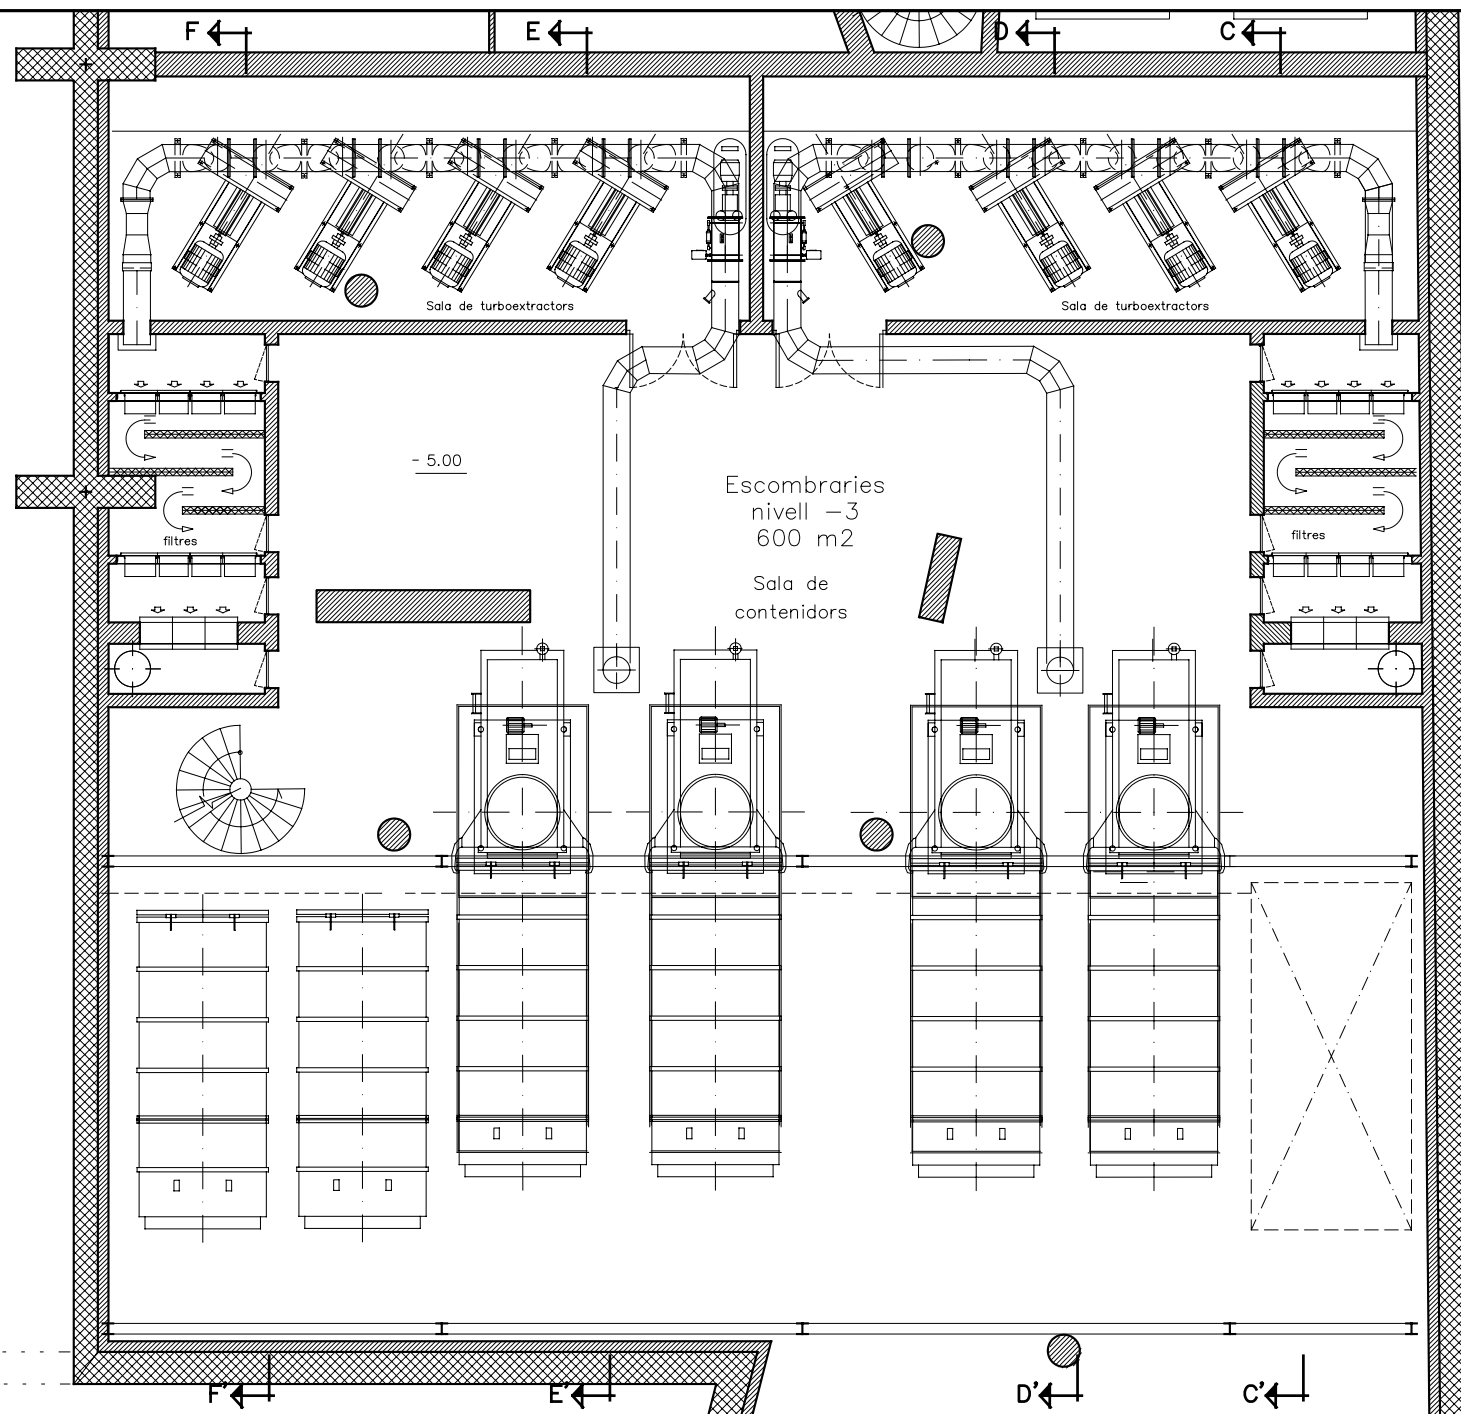 F
E
D
C
Sala de turboextractors
Sala de turboextractors
- 5.00
Escombraries
nivell -3
600 m2
Sala de
contenidors
filtres
filtres
F'
E'
D'
C'